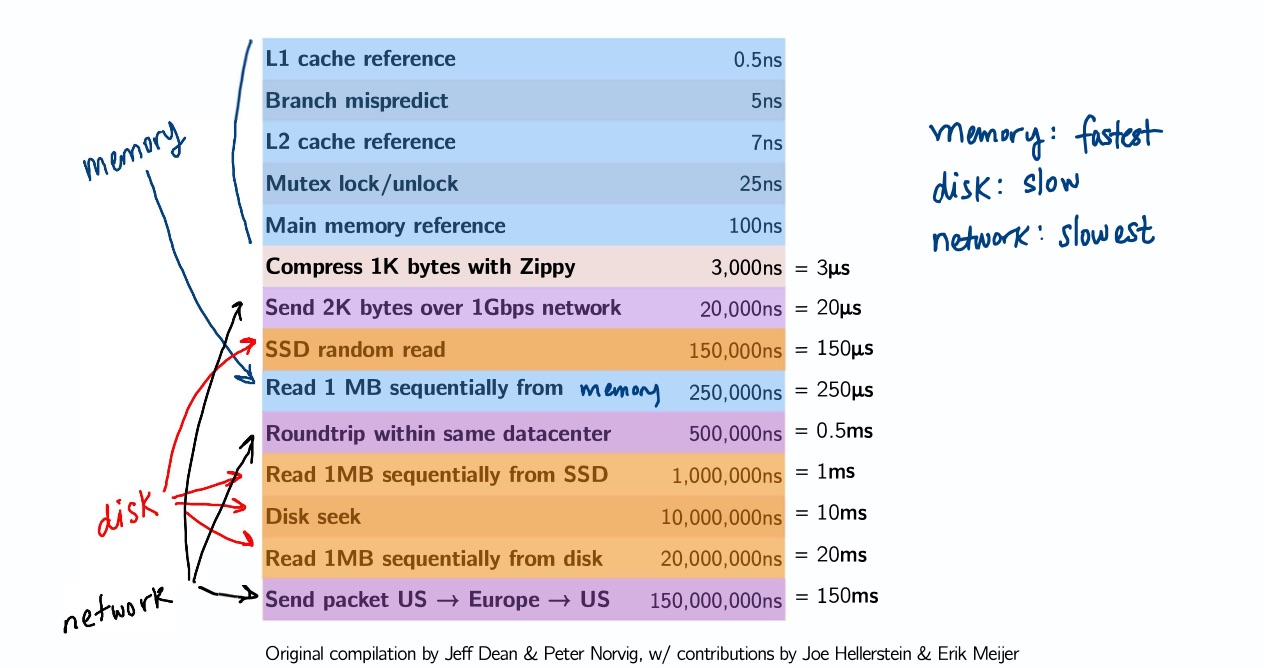 L1 cache reference 0.5ns
Branch mispredict 5ns
L2 cache reference 7ns
Mutex lock/unlock 25ns
Main memory reference 100ns
Compress 1K bytes with Zippy 3,000ns = 3μs
Send 2K bytes over 1Gbps network 20,000ns = 20μs
SSD random read 150,000ns = 150μs
Read 1 MB sequentially from memory 250,000ns = 250μs
Roundtrip within same datacenter 500,000ns = 0.5ms
Read 1MB sequentially from SSD 1,000,000ns = 1ms
Disk seek 10,000,000ns = 10ms
Read 1MB sequentially from disk 20,000,000ns = 20ms
Send packet US → Europe → US 150,000,000ns = 150ms
memory
disk
network
memory: fastest
disk: slow
network: slowest
Original compilation by Jeff Dean & Peter Norvig, w/ contributions by Joe Hellerstein & Erik Meijer